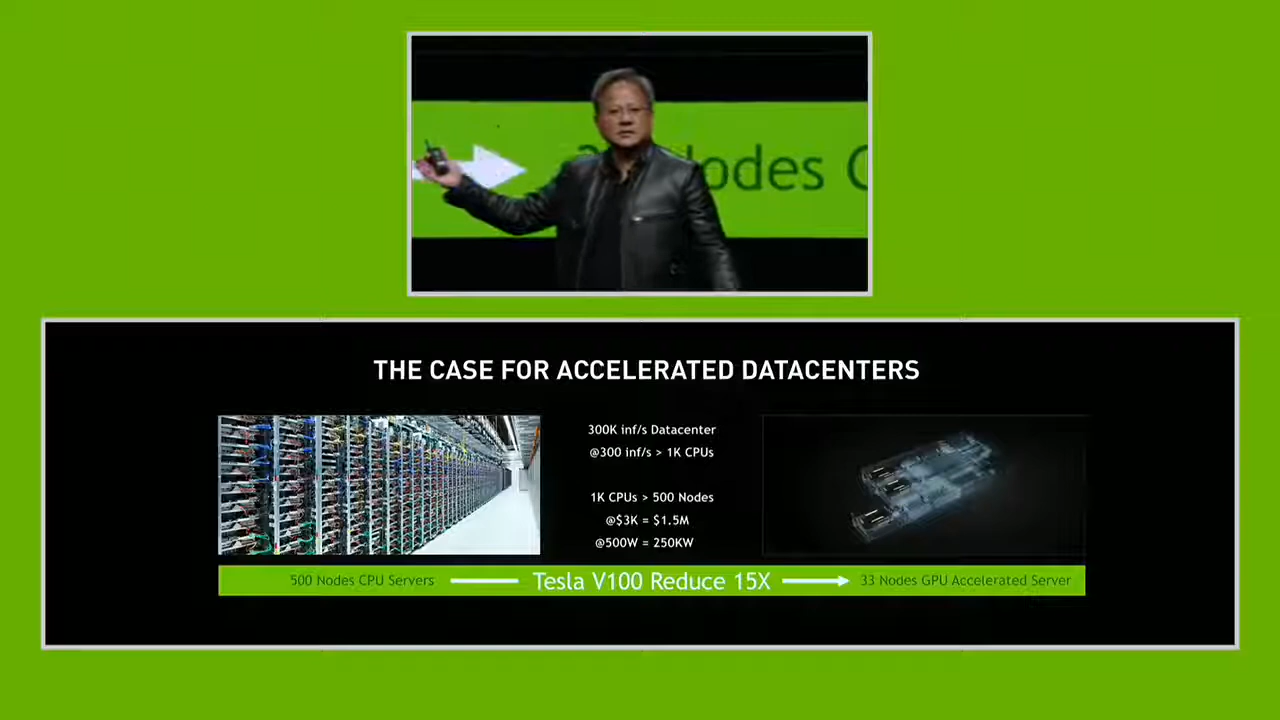 odes
THE CASE FOR ACCELERATED DATACENTERS
300K inf/s Datacenter
@300 inf/s > 1K CPUs
1K CPUs > 500 Nodes
@$3K = $1.5M
@500W = 250KW
500 Nodes CPU Servers
Tesla V100 Reduce 15X
33 Nodes GPU Accelerated Server